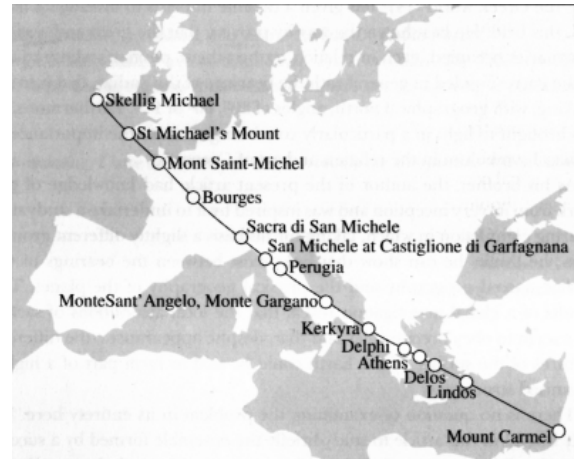 Skellig Michael
St Michael's Mount
Mont Saint-Michel
Bourges
Sacra di San Michele
San Michele at Castiglione di Garfagnana
Perugia
MonteSant'Angelo, Monte Gargano
Kerkyra
Delphi
Athens
Delos
Lindos
Mount Carmel